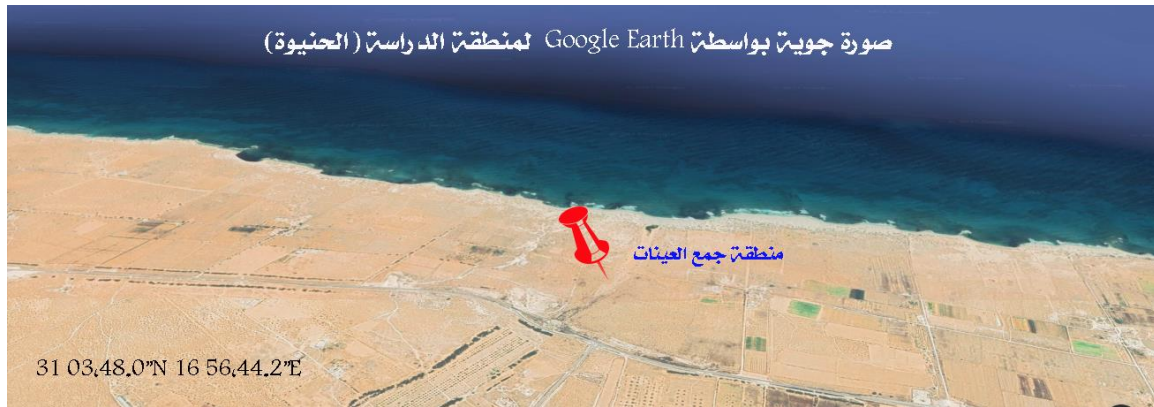 صورة جوية بواسطة Google Earth لمنطقة الدراسة ( الحنيوة )
منطقة جمع العينات
31 03،48.0”N 16 56،44.2”E